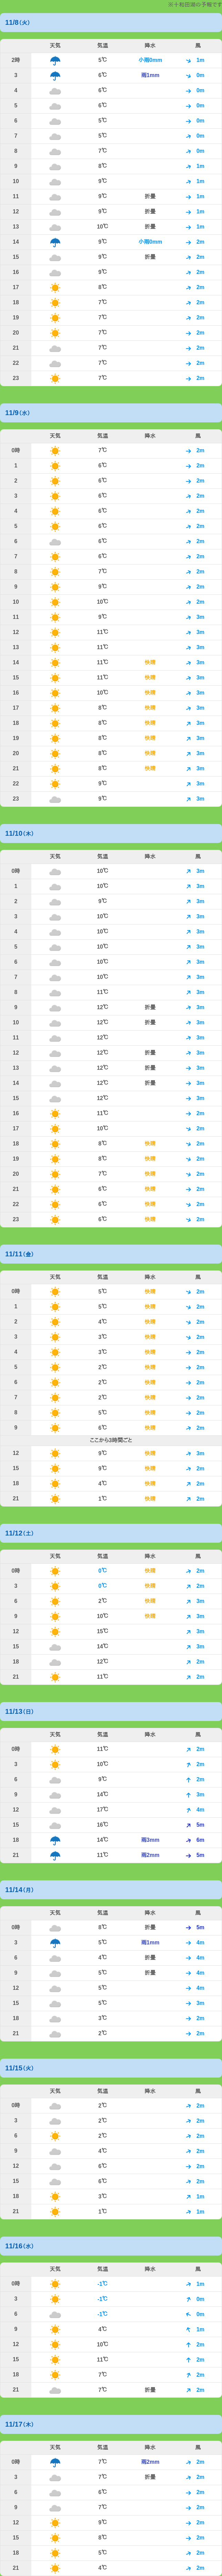 ※十和田湖の予報です
11/8（火）
天気 気温 降水 風
2時 5℃ 小雨0mm 1m
3 6℃ 雨1mm 0m
4 6℃ 0m
5 6℃ 0m
6 5℃ 0m
7 5℃ 0m
8 7℃ 0m
9 8℃ 1m
10 9℃ 1m
11 9℃ 折曇 1m
12 9℃ 折曇 1m
13 10℃ 折曇 1m
14 9℃ 小雨0mm 2m
15 9℃ 折曇 2m
16 9℃ 2m
17 8℃ 2m
18 7℃ 2m
19 7℃ 2m
20 7℃ 2m
21 7℃ 2m
22 7℃ 2m
23 7℃ 2m
11/9（水）
天気 気温 降水 風
0時 7℃ 2m
1 6℃ 2m
2 6℃ 2m
3 6℃ 2m
4 6℃ 2m
5 6℃ 2m
6 6℃ 2m
7 6℃ 2m
8 7℃ 2m
9 9℃ 2m
10 10℃ 2m
11 9℃ 3m
12 11℃ 3m
13 11℃ 3m
14 11℃ 快晴 3m
15 11℃ 快晴 3m
16 10℃ 快晴 3m
17 8℃ 快晴 3m
18 8℃ 快晴 3m
19 8℃ 快晴 3m
20 8℃ 快晴 3m
21 8℃ 快晴 3m
22 9℃ 3m
23 9℃ 3m
11/10（木）
天気 気温 降水 風
0時 10℃ 3m
1 10℃ 3m
2 9℃ 3m
3 10℃ 3m
4 10℃ 3m
5 10℃ 3m
6 10℃ 3m
7 10℃ 3m
8 11℃ 3m
9 12℃ 折曇 3m
10 12℃ 折曇 3m
11 12℃ 3m
12 12℃ 折曇 3m
13 12℃ 折曇 3m
14 12℃ 折曇 3m
15 12℃ 3m
16 11℃ 2m
17 10℃ 2m
18 8℃ 快晴 2m
19 8℃ 快晴 2m
20 7℃ 快晴 2m
21 6℃ 快晴 2m
22 6℃ 快晴 2m
23 6℃ 快晴 2m
11/11（金）
天気 気温 降水 風
0時 5℃ 快晴 2m
1 5℃ 快晴 2m
2 4℃ 快晴 2m
3 3℃ 快晴 2m
4 3℃ 快晴 2m
5 2℃ 快晴 2m
6 2℃ 快晴 2m
7 2℃ 快晴 2m
8 5℃ 快晴 2m
9 6℃ 快晴 2m
ここから3時間ごと
12 9℃ 快晴 3m
15 9℃ 快晴 2m
18 4℃ 快晴 2m
21 1℃ 快晴 2m
11/12（土）
天気 気温 降水 風
0時 0℃ 快晴 2m
3 0℃ 快晴 2m
6 2℃ 快晴 3m
9 10℃ 快晴 3m
12 15℃ 3m
15 14℃ 3m
18 12℃ 2m
21 11℃ 2m
11/13（日）
天気 気温 降水 風
0時 11℃ 2m
3 10℃ 2m
6 9℃ 2m
9 14℃ 3m
12 17℃ 4m
15 16℃ 5m
18 14℃ 雨3mm 6m
21 11℃ 雨2mm 5m
11/14（月）
天気 気温 降水 風
0時 8℃ 折曇 5m
3 5℃ 雨1mm 4m
6 4℃ 折曇 4m
9 5℃ 折曇 4m
12 5℃ 4m
15 5℃ 3m
18 3℃ 2m
21 2℃ 2m
11/15（火）
天気 気温 降水 風
0時 2℃ 2m
3 2℃ 2m
6 2℃ 2m
9 4℃ 2m
12 6℃ 2m
15 6℃ 2m
18 3℃ 1m
21 1℃ 1m
11/16（水）
天気 気温 降水 風
0時 -1℃ 1m
3 -1℃ 0m
6 -1℃ 0m
9 4℃ 1m
12 10℃ 2m
15 11℃ 2m
18 7℃ 2m
21 7℃ 折曇 2m
11/17（木）
天気 気温 降水 風
0時 7℃ 雨2mm 2m
3 7℃ 折曇 2m
6 6℃ 2m
9 7℃ 2m
12 9℃ 2m
15 8℃ 2m
18 5℃ 2m
21 4℃ 2m